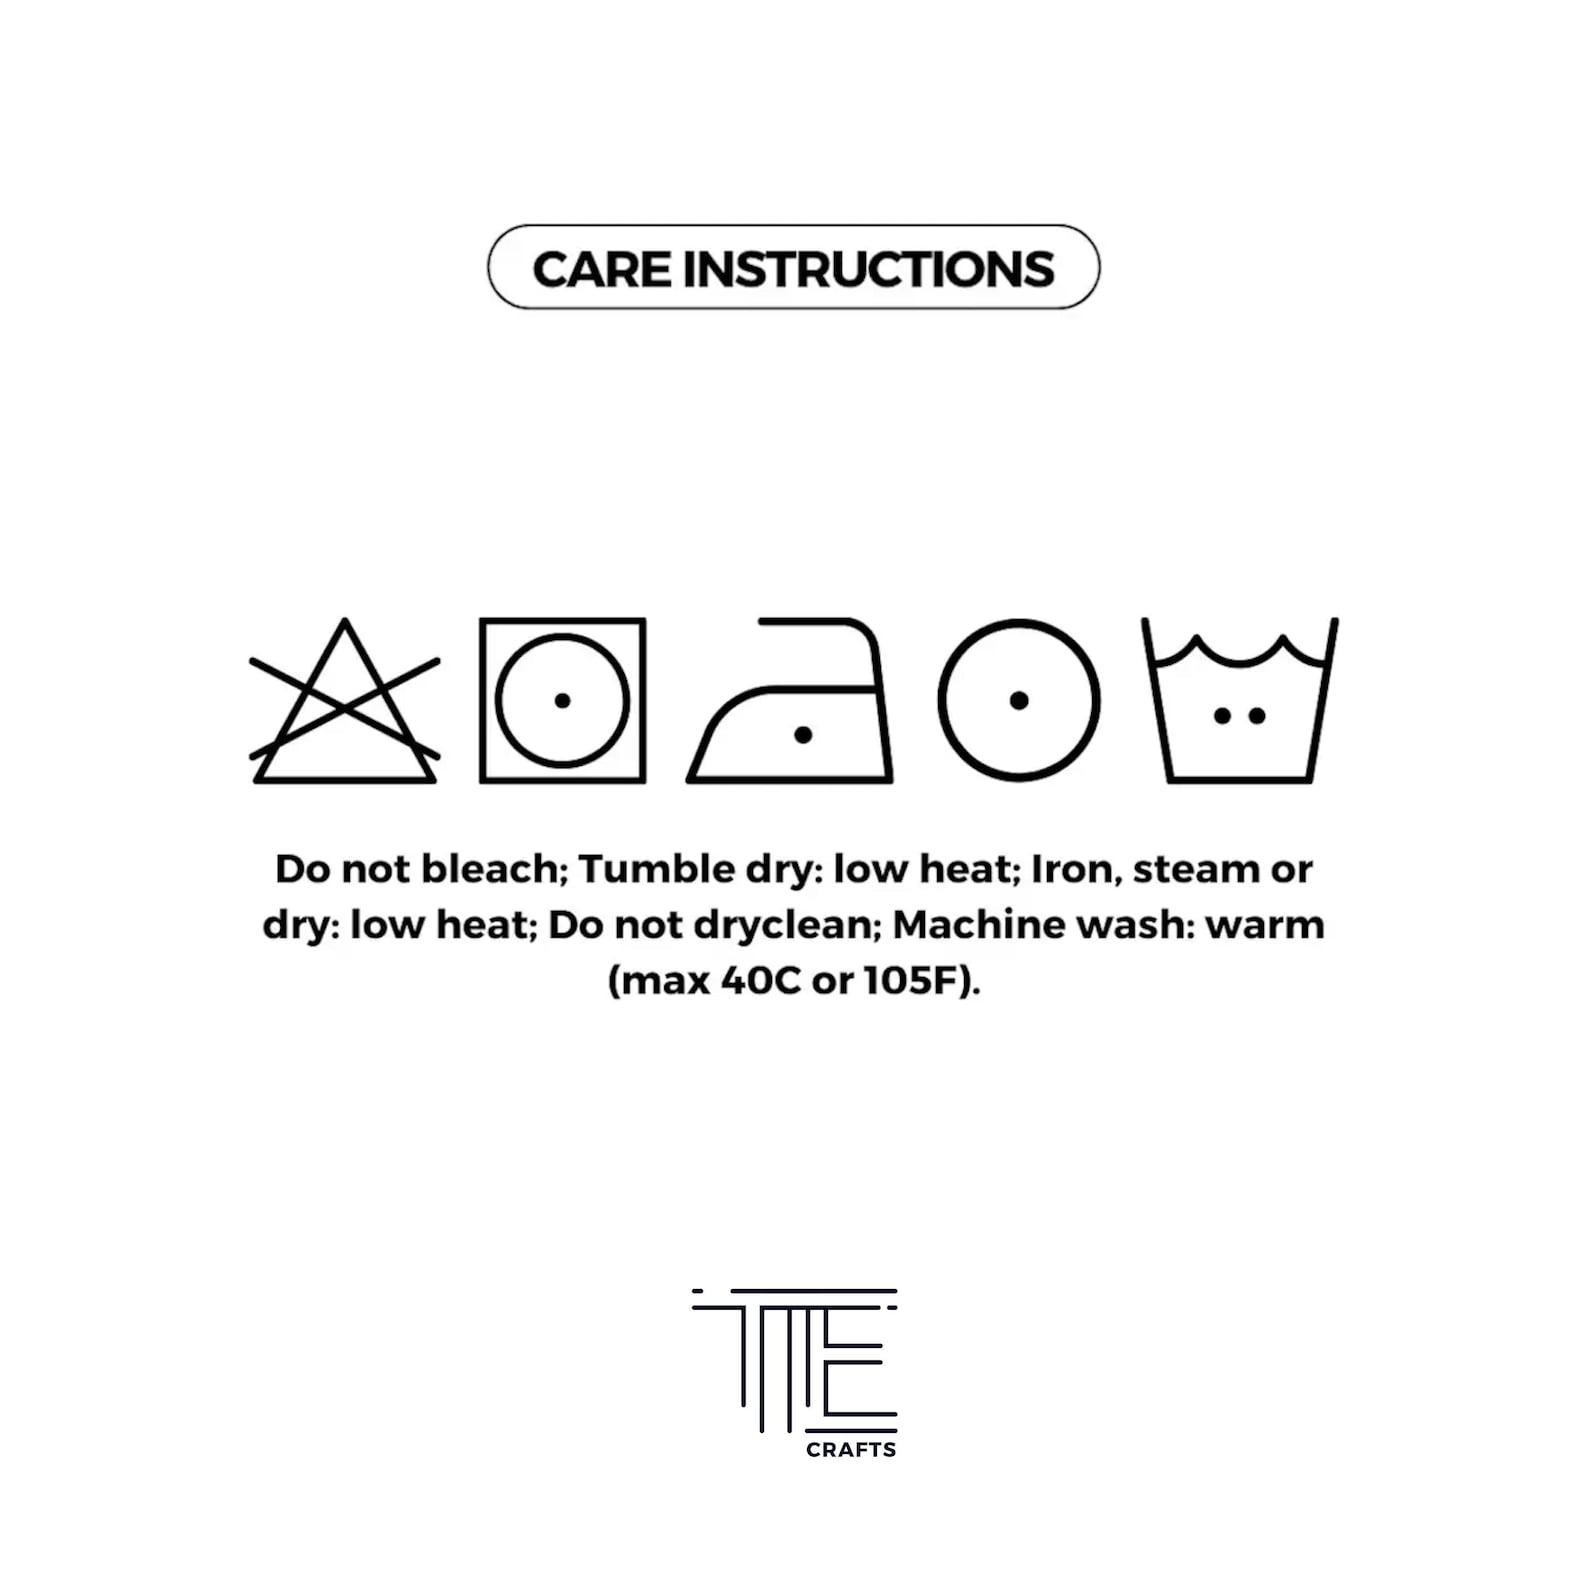 CARE INSTRUCTIONS
Do not bleach; Tumble dry: low heat; Iron, steam or
dry: low heat; Do not dryclean; Machine wash: warm
(max 40C or 105F).
TE
CRAFTS